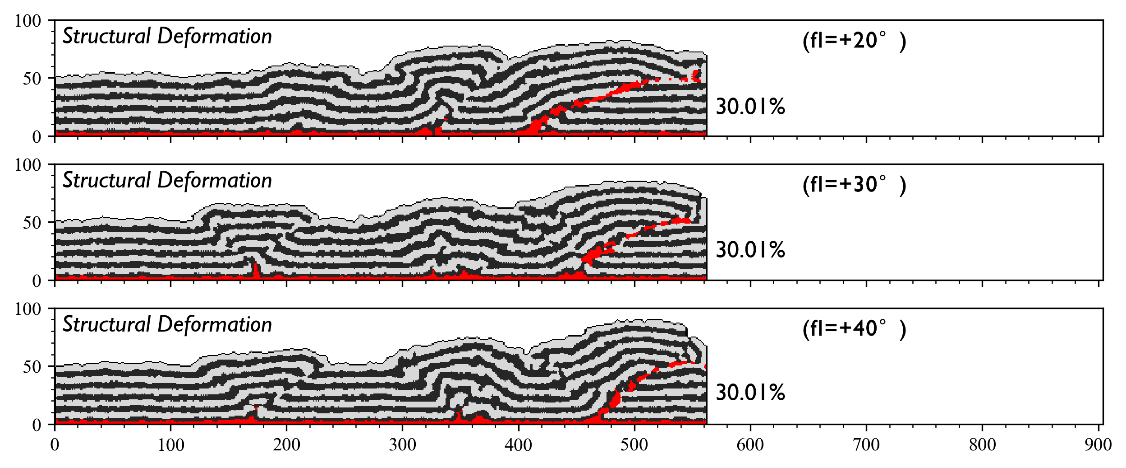 100
50
0
Structural Deformation
(fl=+20° )
30.01%
100
50
0
Structural Deformation
(fl=+30° )
30.01%
100
50
0
Structural Deformation
(fl=+40° )
30.01%
0 100 200 300 400 500 600 700 800 900